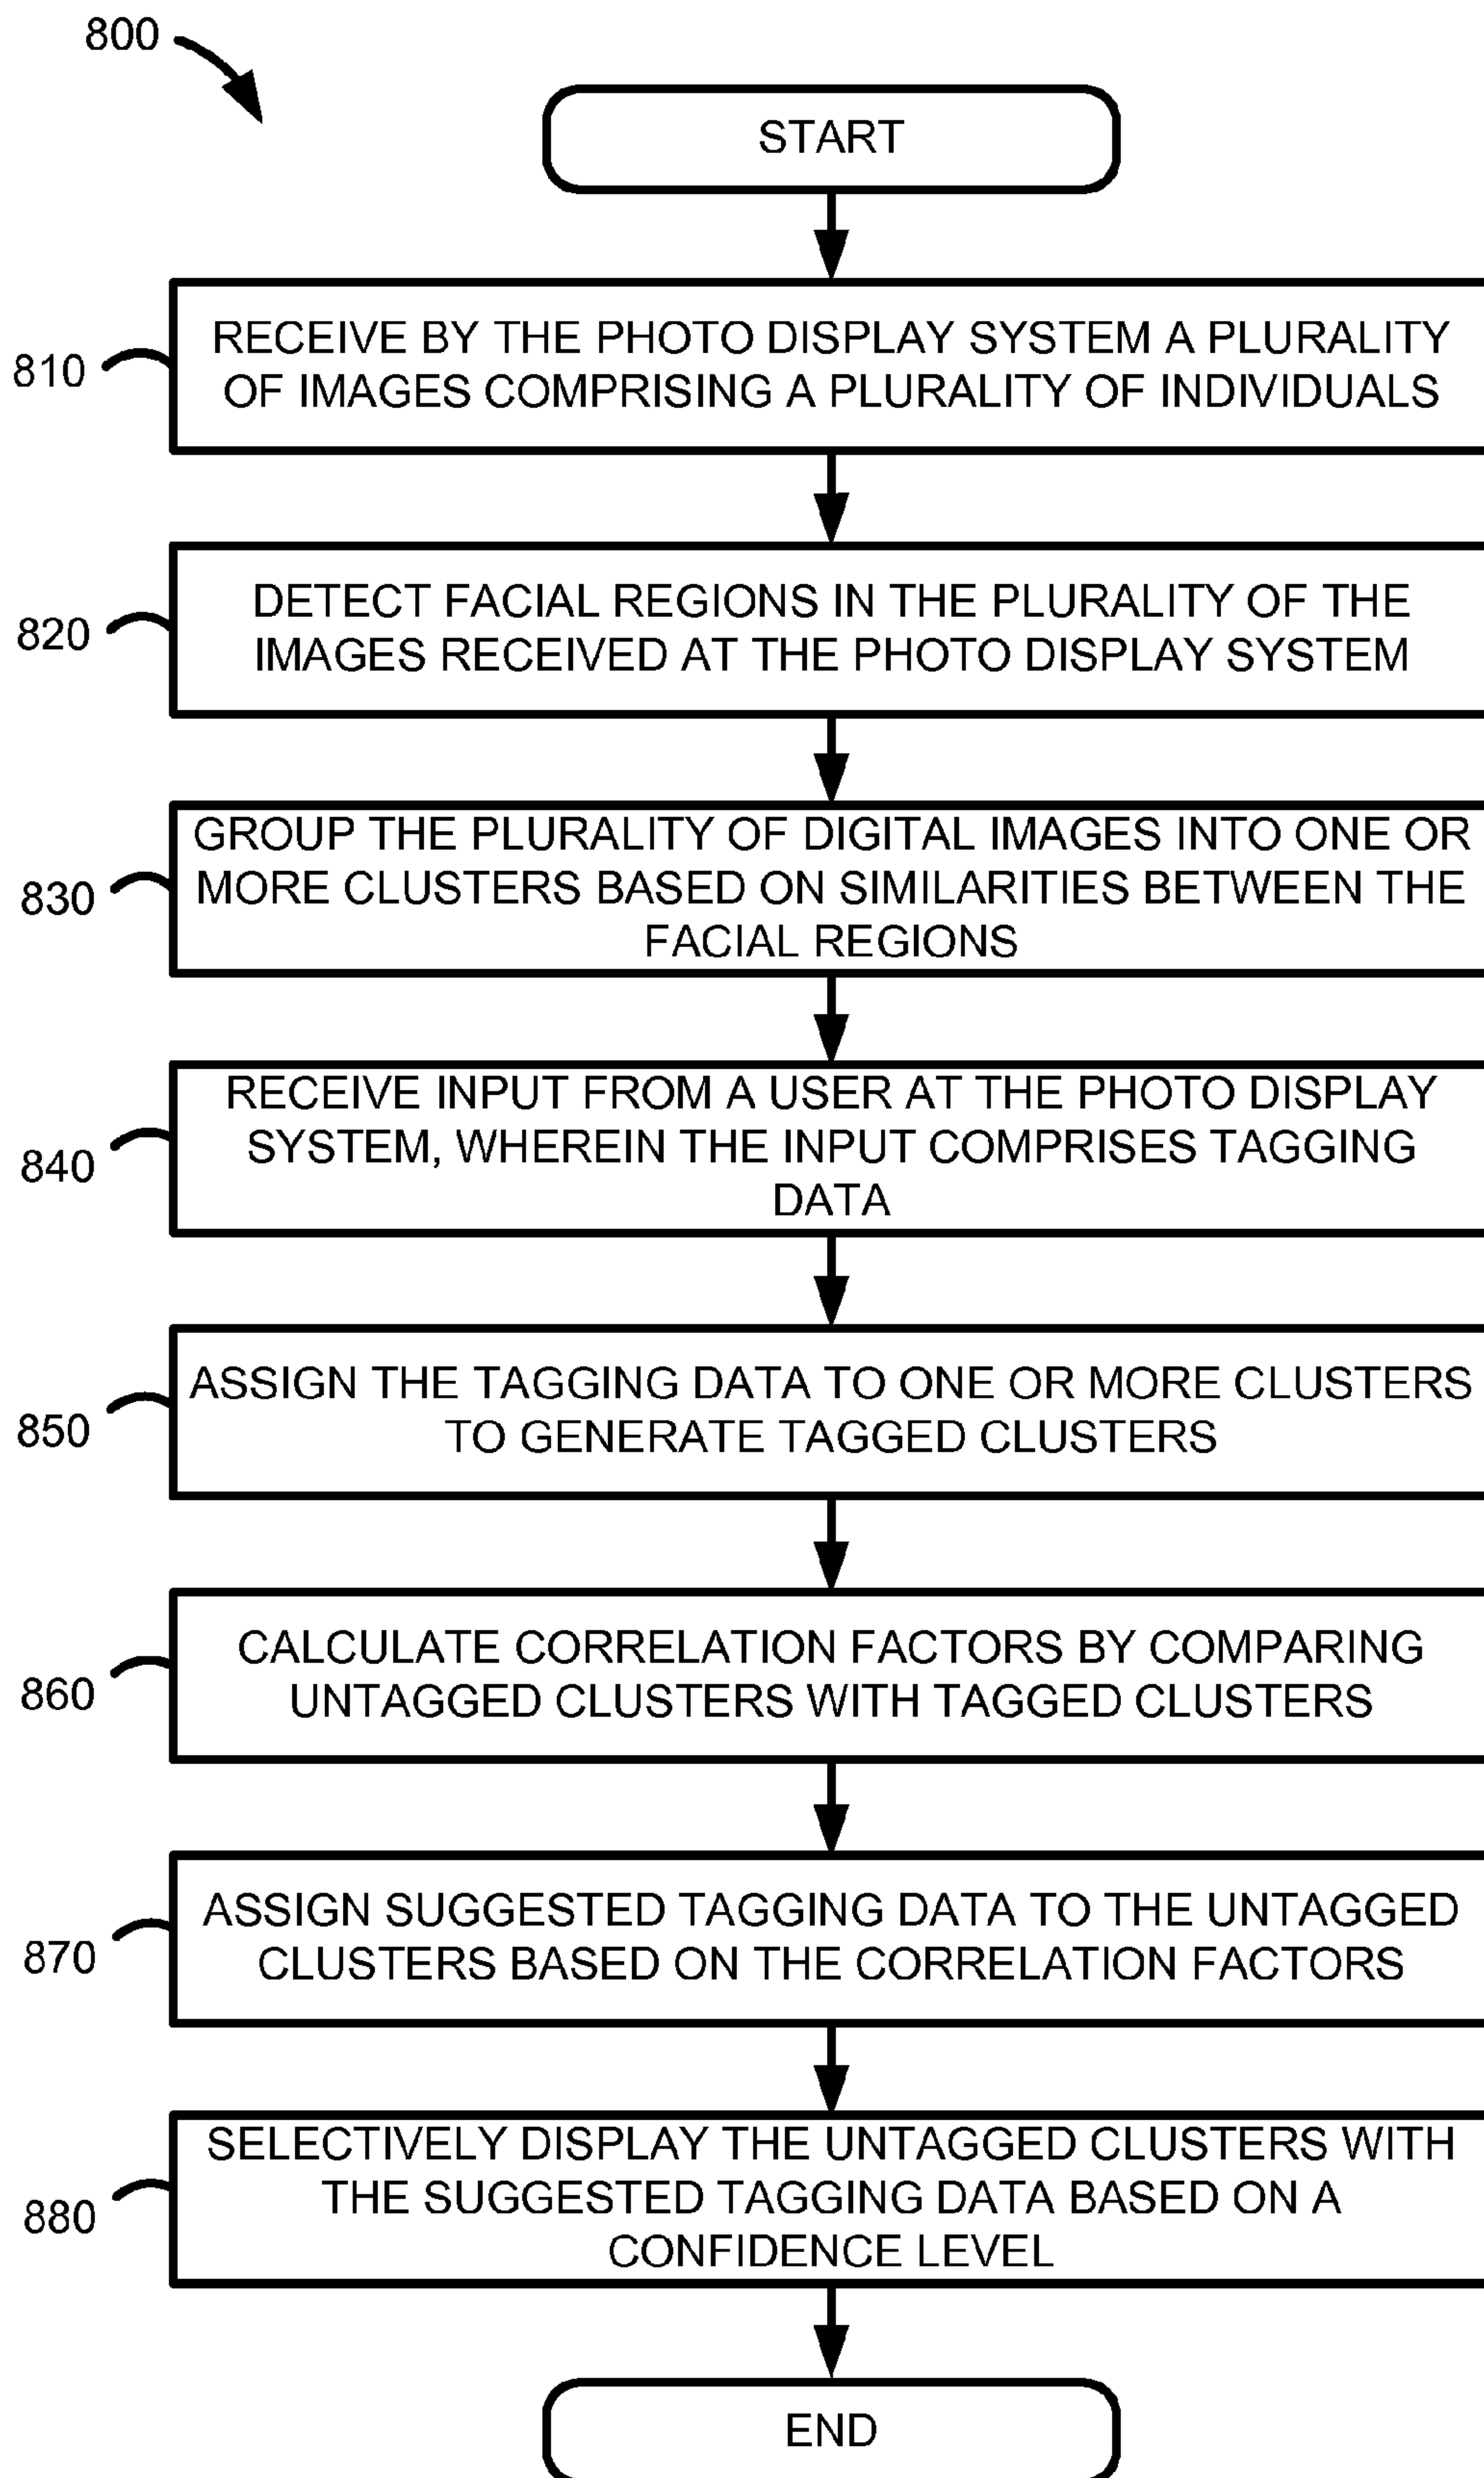 800
START
810
RECEIVE BY THE PHOTO DISPLAY SYSTEM A PLURALITY
OF IMAGES COMPRISING A PLURALITY OF INDIVIDUALS
820
DETECT FACIAL REGIONS IN THE PLURALITY OF THE
IMAGES RECEIVED AT THE PHOTO DISPLAY SYSTEM
830
GROUP THE PLURALITY OF DIGITAL IMAGES INTO ONE OR
MORE CLUSTERS BASED ON SIMILARITIES BETWEEN THE
FACIAL REGIONS
840
RECEIVE INPUT FROM A USER AT THE PHOTO DISPLAY
SYSTEM, WHEREIN THE INPUT COMPRISES TAGGING
DATA
850
ASSIGN THE TAGGING DATA TO ONE OR MORE CLUSTERS
TO GENERATE TAGGED CLUSTERS
860
CALCULATE CORRELATION FACTORS BY COMPARING
UNTAGGED CLUSTERS WITH TAGGED CLUSTERS
870
ASSIGN SUGGESTED TAGGING DATA TO THE UNTAGGED
CLUSTERS BASED ON THE CORRELATION FACTORS
880
SELECTIVELY DISPLAY THE UNTAGGED CLUSTERS WITH
THE SUGGESTED TAGGING DATA BASED ON A
CONFIDENCE LEVEL
END